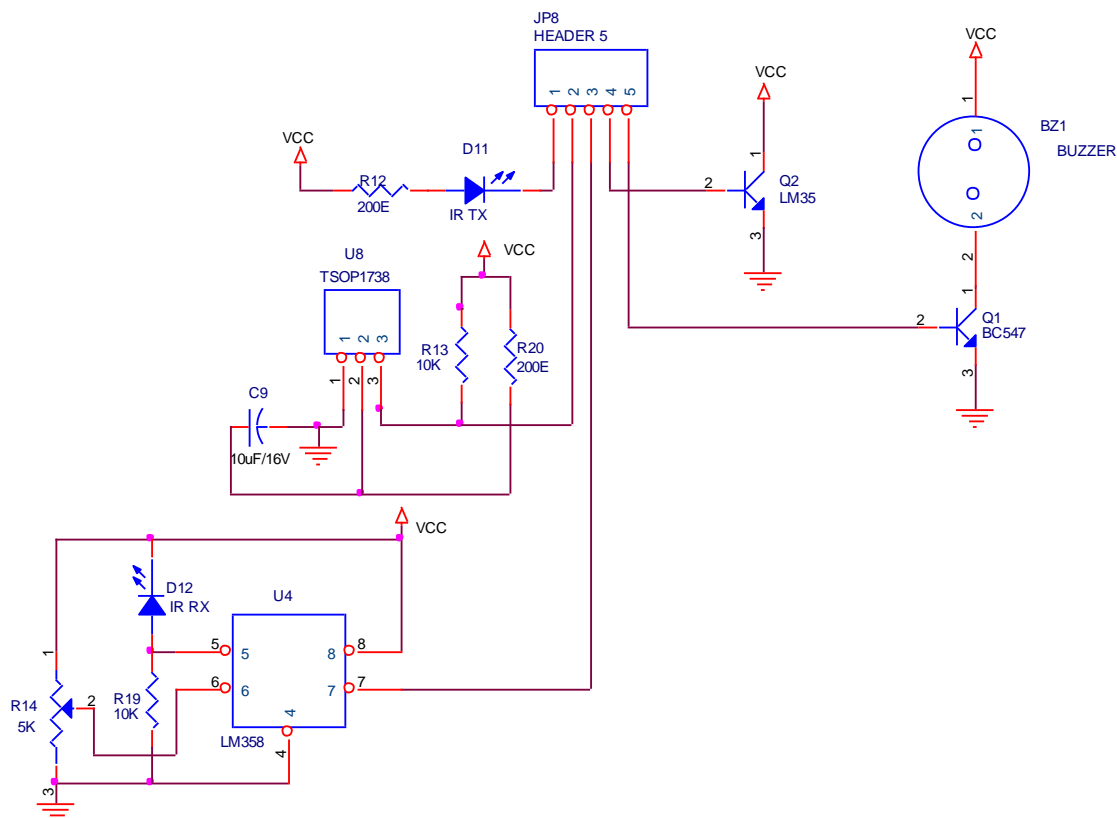 JP8
HEADER 5
1 2 3 4 5
VCC
R12
200E
D11
IR TX
VCC
1
2
3
Q2
LM35
VCC
1
1
2
2
BZ1
BUZZER
1
2
3
Q1
BC547
U8
TSOP1738
1 2 3
1 2 3
VCC
R13
10K
R20
200E
C9
10uF/16V
VCC
D12
IR RX
U4
5
5
8
8
6
6
7
7
4
4
LM358
1
R14
5K
2
3
R19
10K